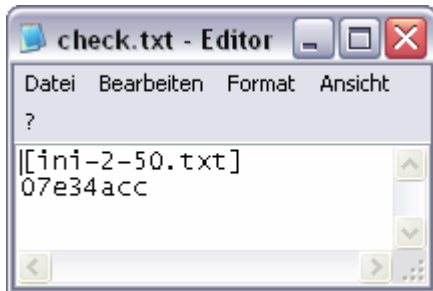 check.txt - Editor
Datei Bearbeiten Format Ansicht
?
[ini-2-50.txt]
07e34acc